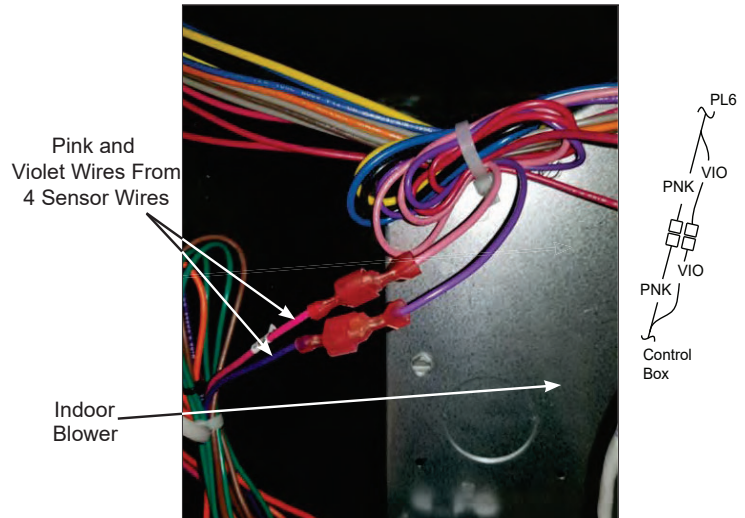 Pink and
Violet Wires From
4 Sensor Wires
Indoor
Blower
PL6
VIO
PNK
VIO
PNK
Control
Box